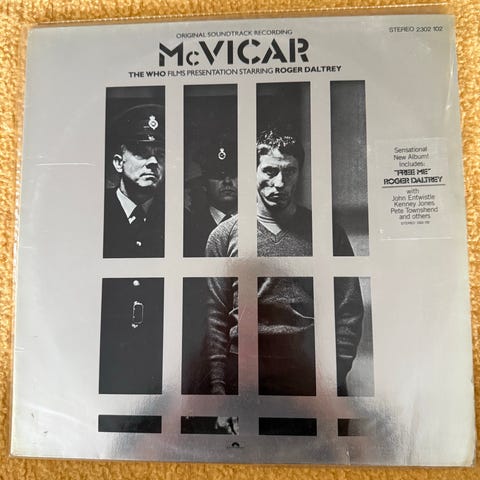 ORIGINAL SOUNDTRACK RECORDING
STEREO 2302 102
McVICAR
THE WHO FILMS PRESENTATION STARRING ROGER DALTREY
Sensational
New Album!
Includes:
"FREE ME"
ROGER DALTREY
with
John Entwistle
Kenney Jones
Pete Townshend
and others